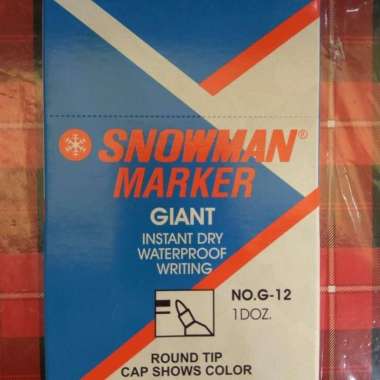 SNOWMAN®
MARKER
GIANT
INSTANT DRY
WATERPROOF
WRITING
NO.G-12
1DOZ.
ROUND TIP
CAP SHOWS COLOR